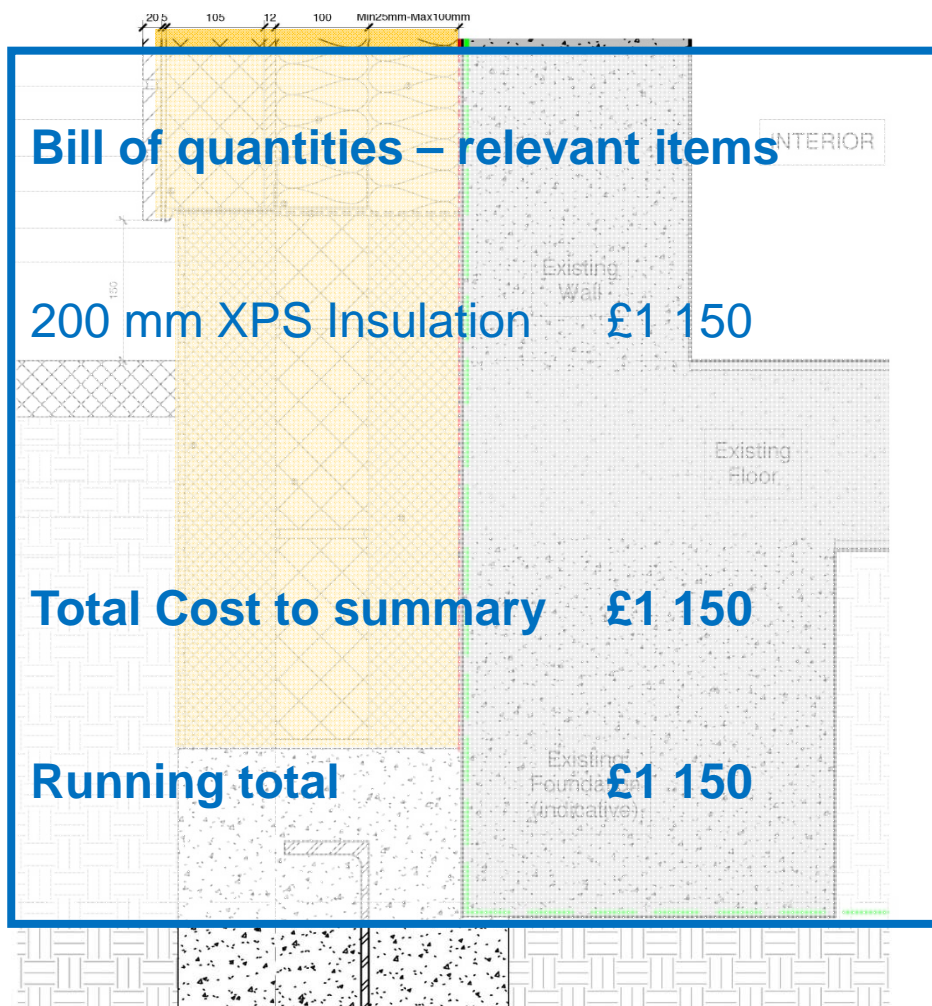 20 5 105 12 100 Min25mm-Max100mm
Bill of quantities – relevant items
INTERIOR
Existing
Wall
150
200 mm XPS Insulation £1 150
Existing
Floor
Total Cost to summary £1 150
Existing
Foundation
(indicative)
Running total £1 150